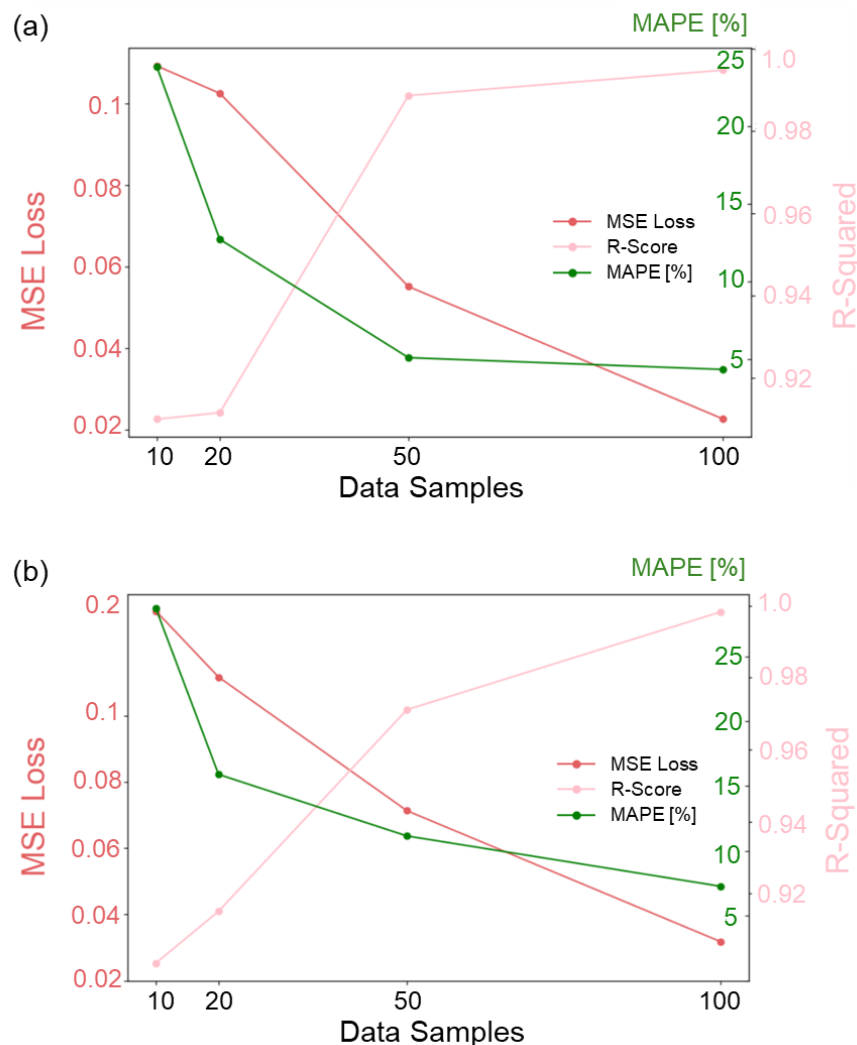 (a)
MAPE [%]
25
1.0
0.1
20
0.98
0.08
15
0.96
MSE Loss
R-Score
MAPE [%]
0.06
10
0.94
0.04
5
0.92
0.02
MSE Loss
R-Squared
10
20
50
100
Data Samples
(b)
MAPE [%]
0.2
1.0
25
0.98
0.1
20
0.96
MSE Loss
R-Score
MAPE [%]
0.08
15
0.94
0.06
10
0.92
0.04
5
0.02
MSE Loss
R-Squared
10
20
50
100
Data Samples